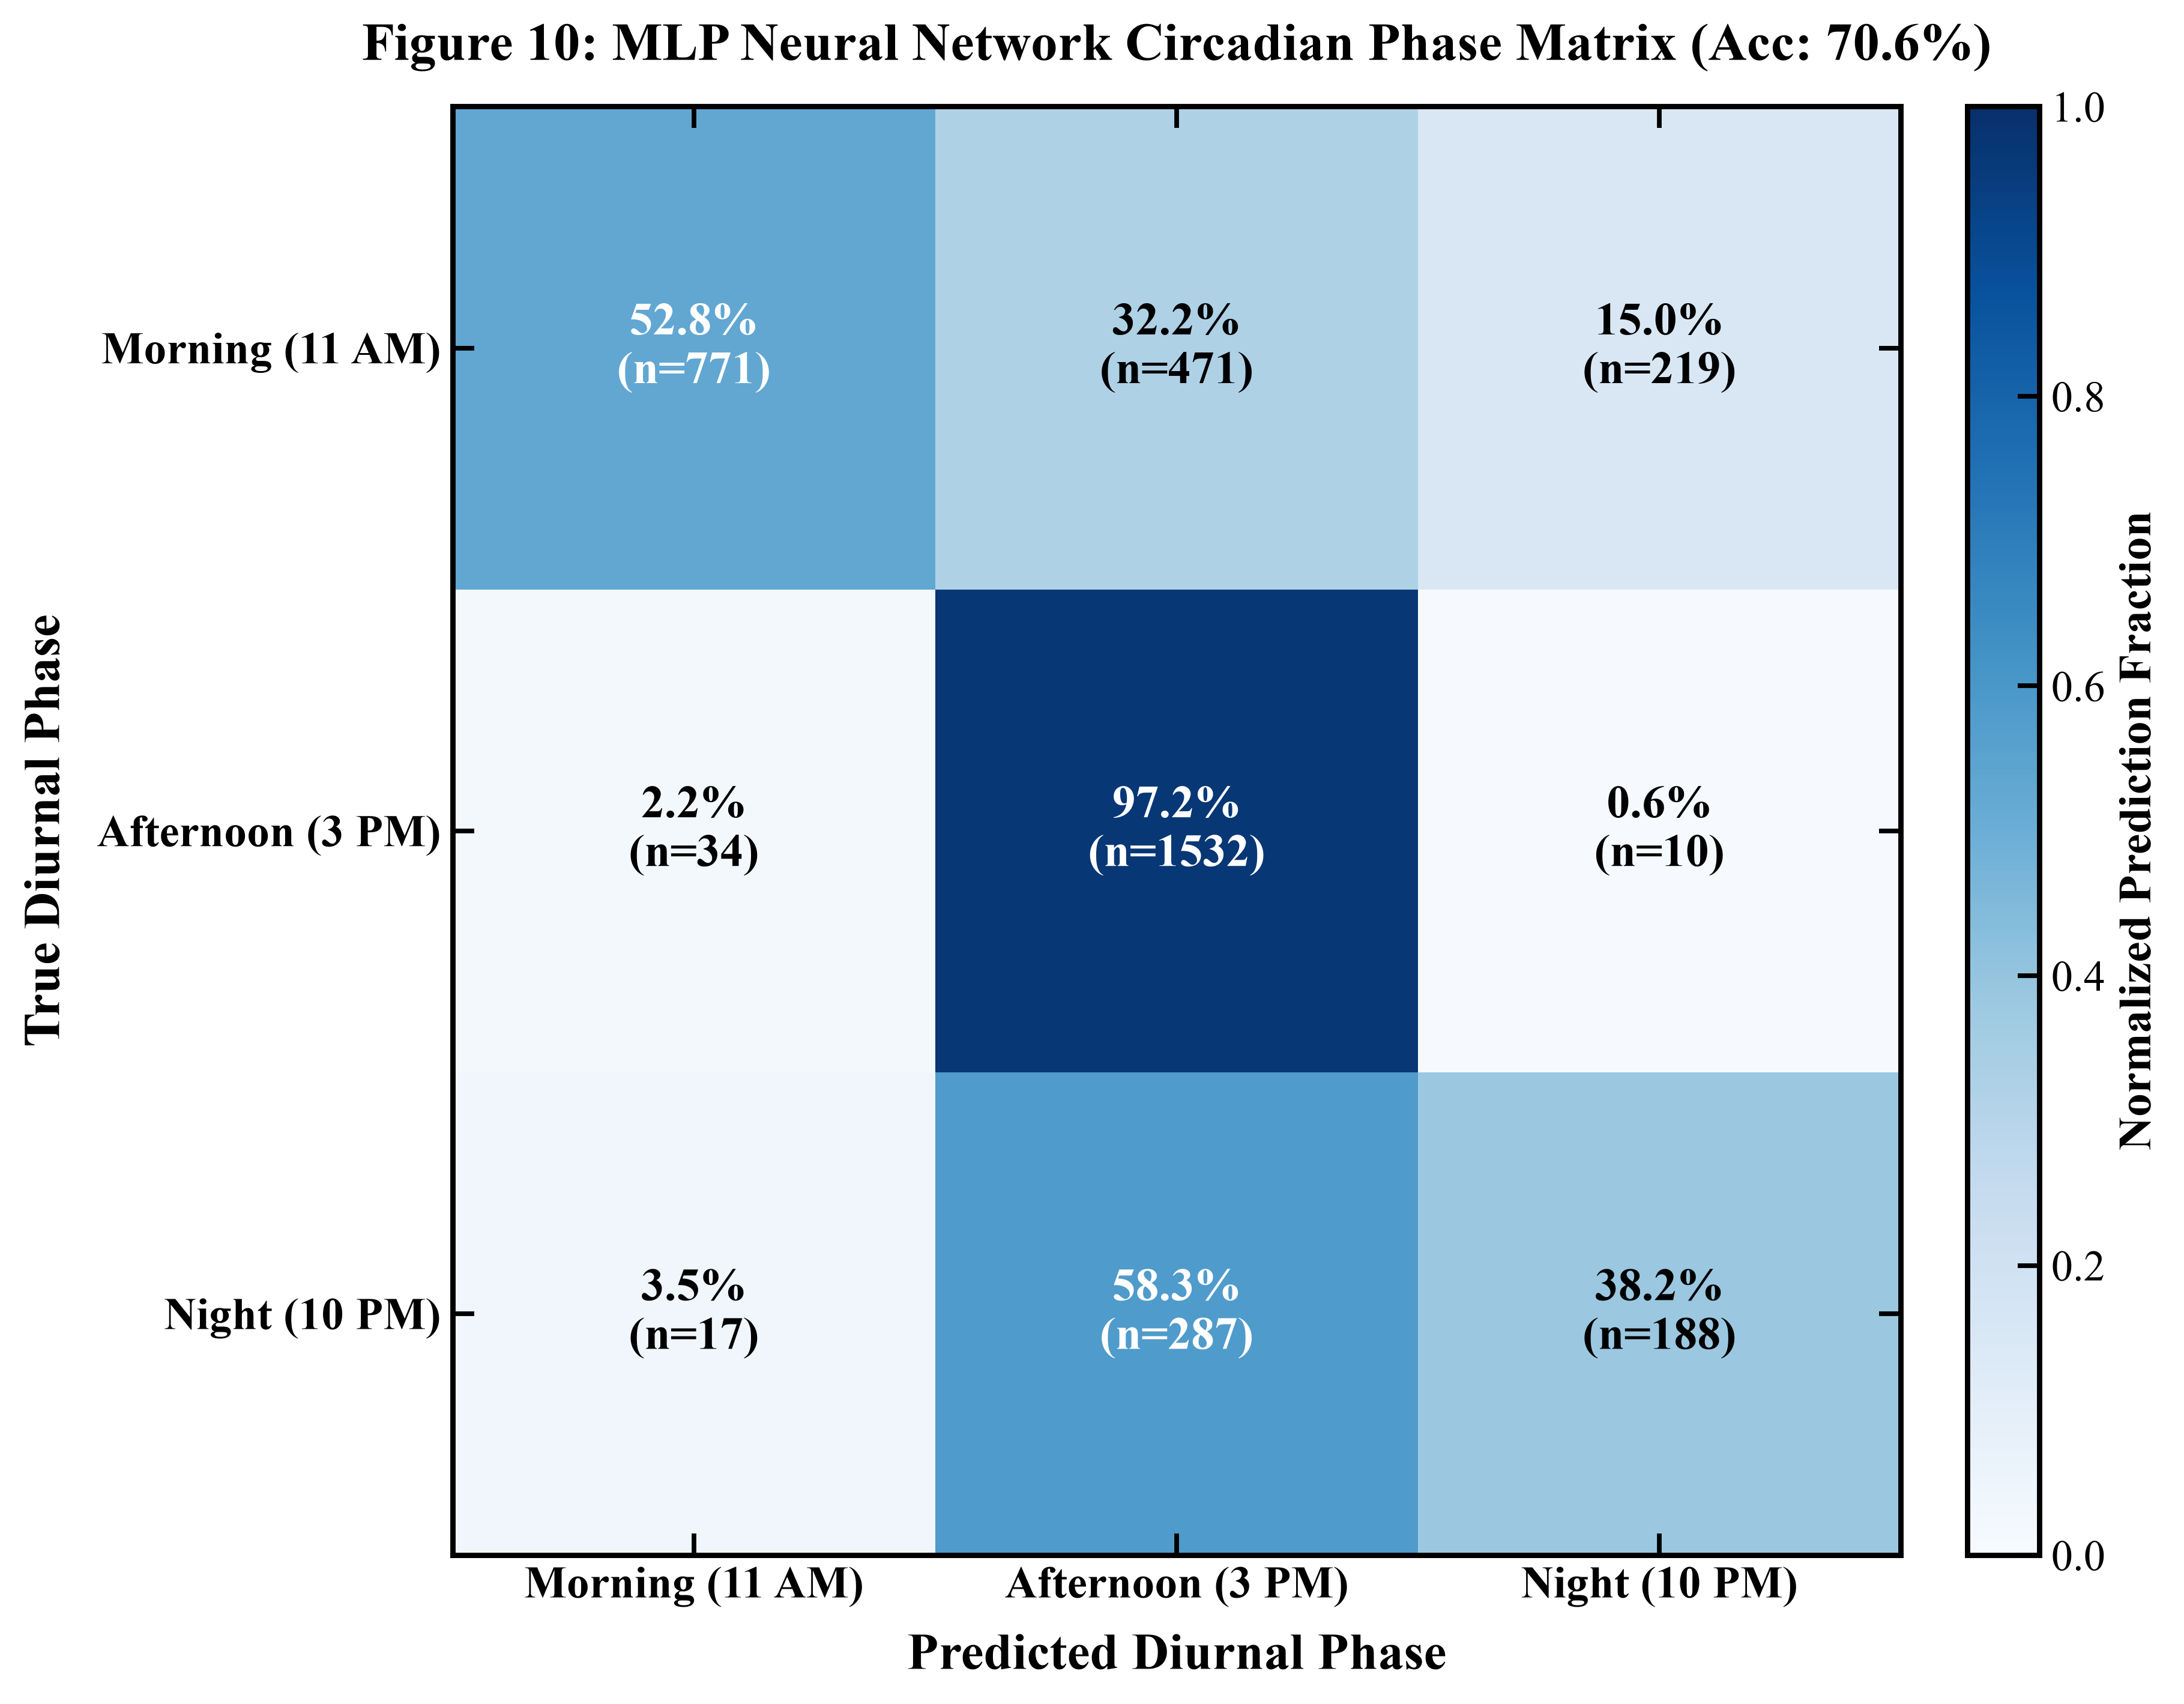 Figure 10: MLP Neural Network Circadian Phase Matrix (Acc: 70.6%)
True Diurnal Phase
Morning (11 AM)
52.8%
(n=771)
32.2%
(n=471)
15.0%
(n=219)
Afternoon (3 PM)
2.2%
(n=34)
97.2%
(n=1532)
0.6%
(n=10)
Night (10 PM)
3.5%
(n=17)
58.3%
(n=287)
38.2%
(n=188)
Morning (11 AM)
Afternoon (3 PM)
Night (10 PM)
Predicted Diurnal Phase
1.0
0.8
0.6
0.4
0.2
0.0
Normalized Prediction Fraction